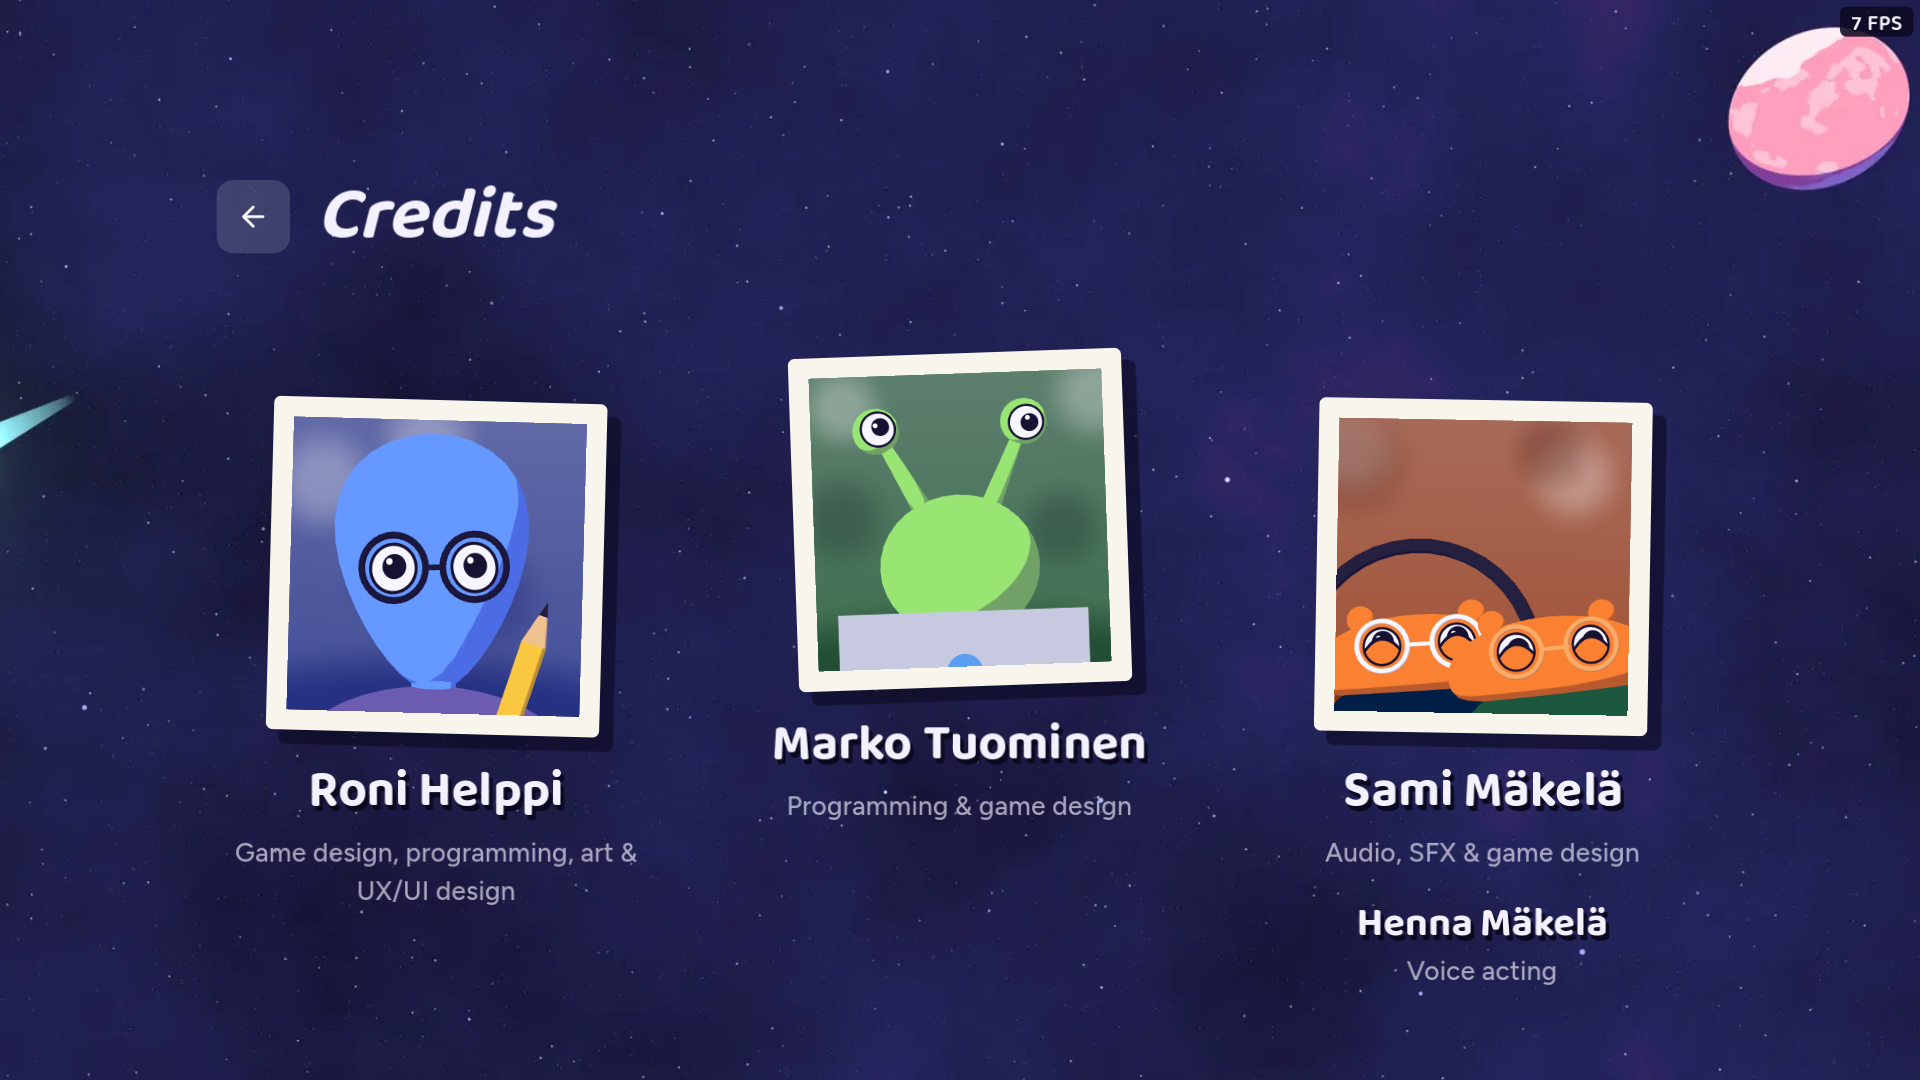 7 FPS
Credits
Roni Helppi
Game design, programming, art &
UX/UI design
Marko Tuominen
Programming & game design
Sami Mäkelä
Audio, SFX & game design
Henna Mäkelä
Voice acting